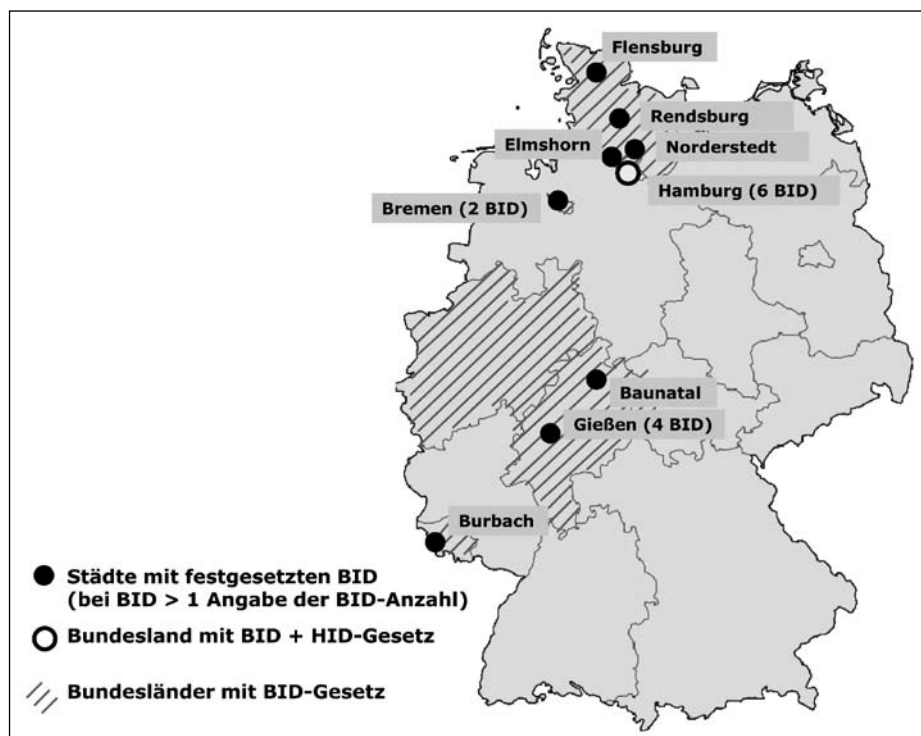 Flensburg
Rendsburg
Elmshorn
Norderstedt
Hamburg (6 BID)
Bremen (2 BID)
Baunatal
Gießen (4 BID)
Burbach
Städte mit festgesetzten BID
(bei BID > 1 Angabe der BID-Anzahl)
Bundesland mit BID + HID-Gesetz
Bundesländer mit BID-Gesetz